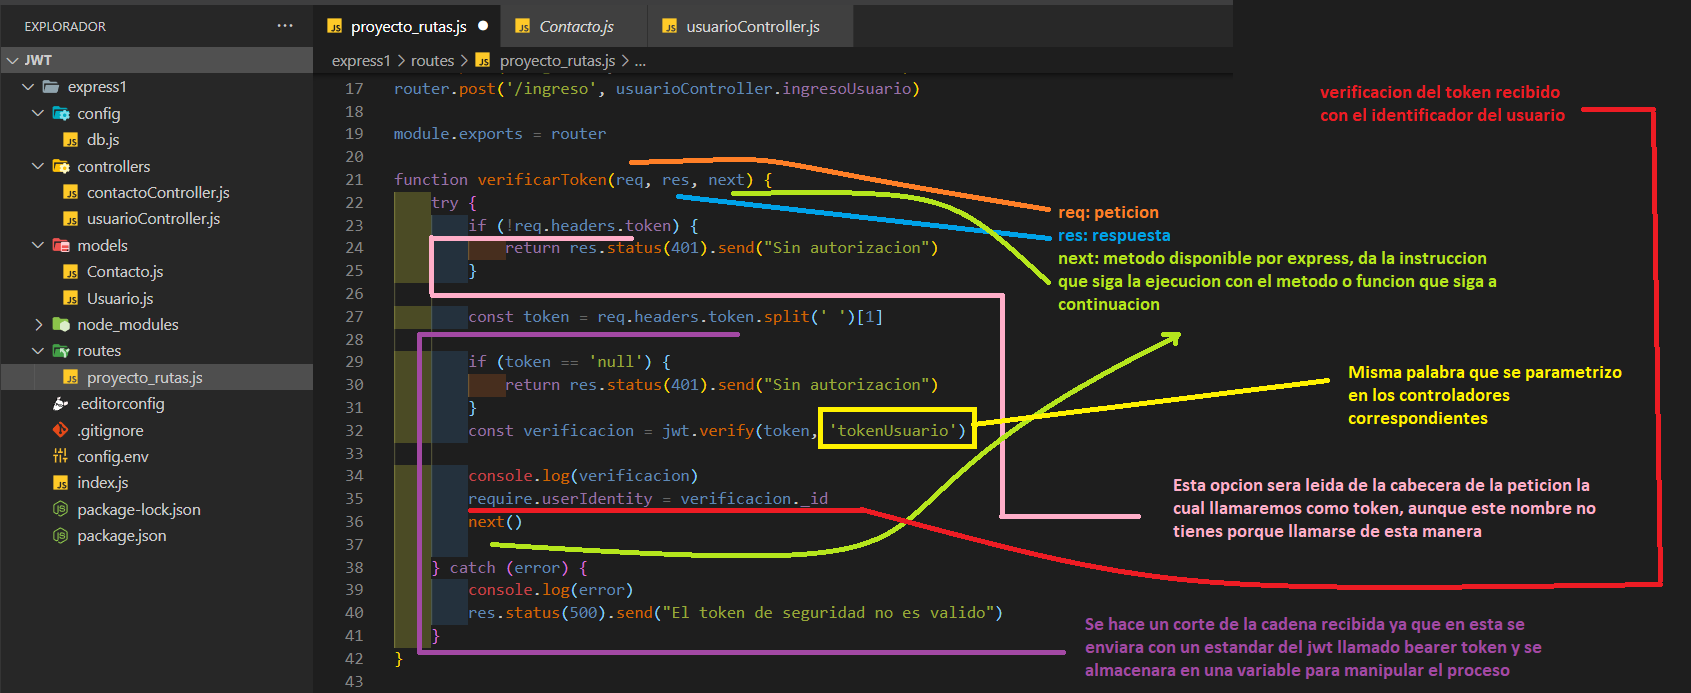 EXPLORADOR
JWT
express1
config
db.js
controllers
contactoController.js
usuarioController.js
models
Contacto.js
Usuario.js
node_modules
routes
proyecto_rutas.js
.editorconfig
.gitignore
config.env
index.js
package-lock.json
package.json
proyecto_rutas.js
Contacto.js
usuarioController.js
express1 > routes > proyecto_rutas.js > ...
17 router.post('/ingreso', usuarioController.ingresoUsuario)
18
19 module.exports = router
20
21 function verificarToken(req, res, next) {
22 try {
23 if (!req.headers.token) {
24 return res.status(401).send("Sin autorizacion")
25 }
26
27 const token = req.headers.token.split(' ')[1]
28
29 if (token == 'null') {
30 return res.status(401).send("Sin autorizacion")
31 }
32 const verificacion = jwt.verify(token, 'tokenUsuario')
33
34 console.log(verificacion)
35 require.userIdentity = verificacion._id
36 next()
37
38 } catch (error) {
39 console.log(error)
40 res.status(500).send("El token de seguridad no es valido")
41 }
42 }
43
verificacion del token recibido
con el identificador del usuario
req: peticion
res: respuesta
next: metodo disponible por express, da la instruccion
que siga la ejecucion con el metodo o funcion que siga a
continuacion
Misma palabra que se parametrizo
en los controladores
correspondientes
Esta opcion sera leida de la cabecera de la peticion la
cual llamaremos como token, aunque este nombre no
tienes porque llamarse de esta manera
Se hace un corte de la cadena recibida ya que en esta se
enviara con un estandar del jwt llamado bearer token y se
almacenara en una variable para manipular el proceso